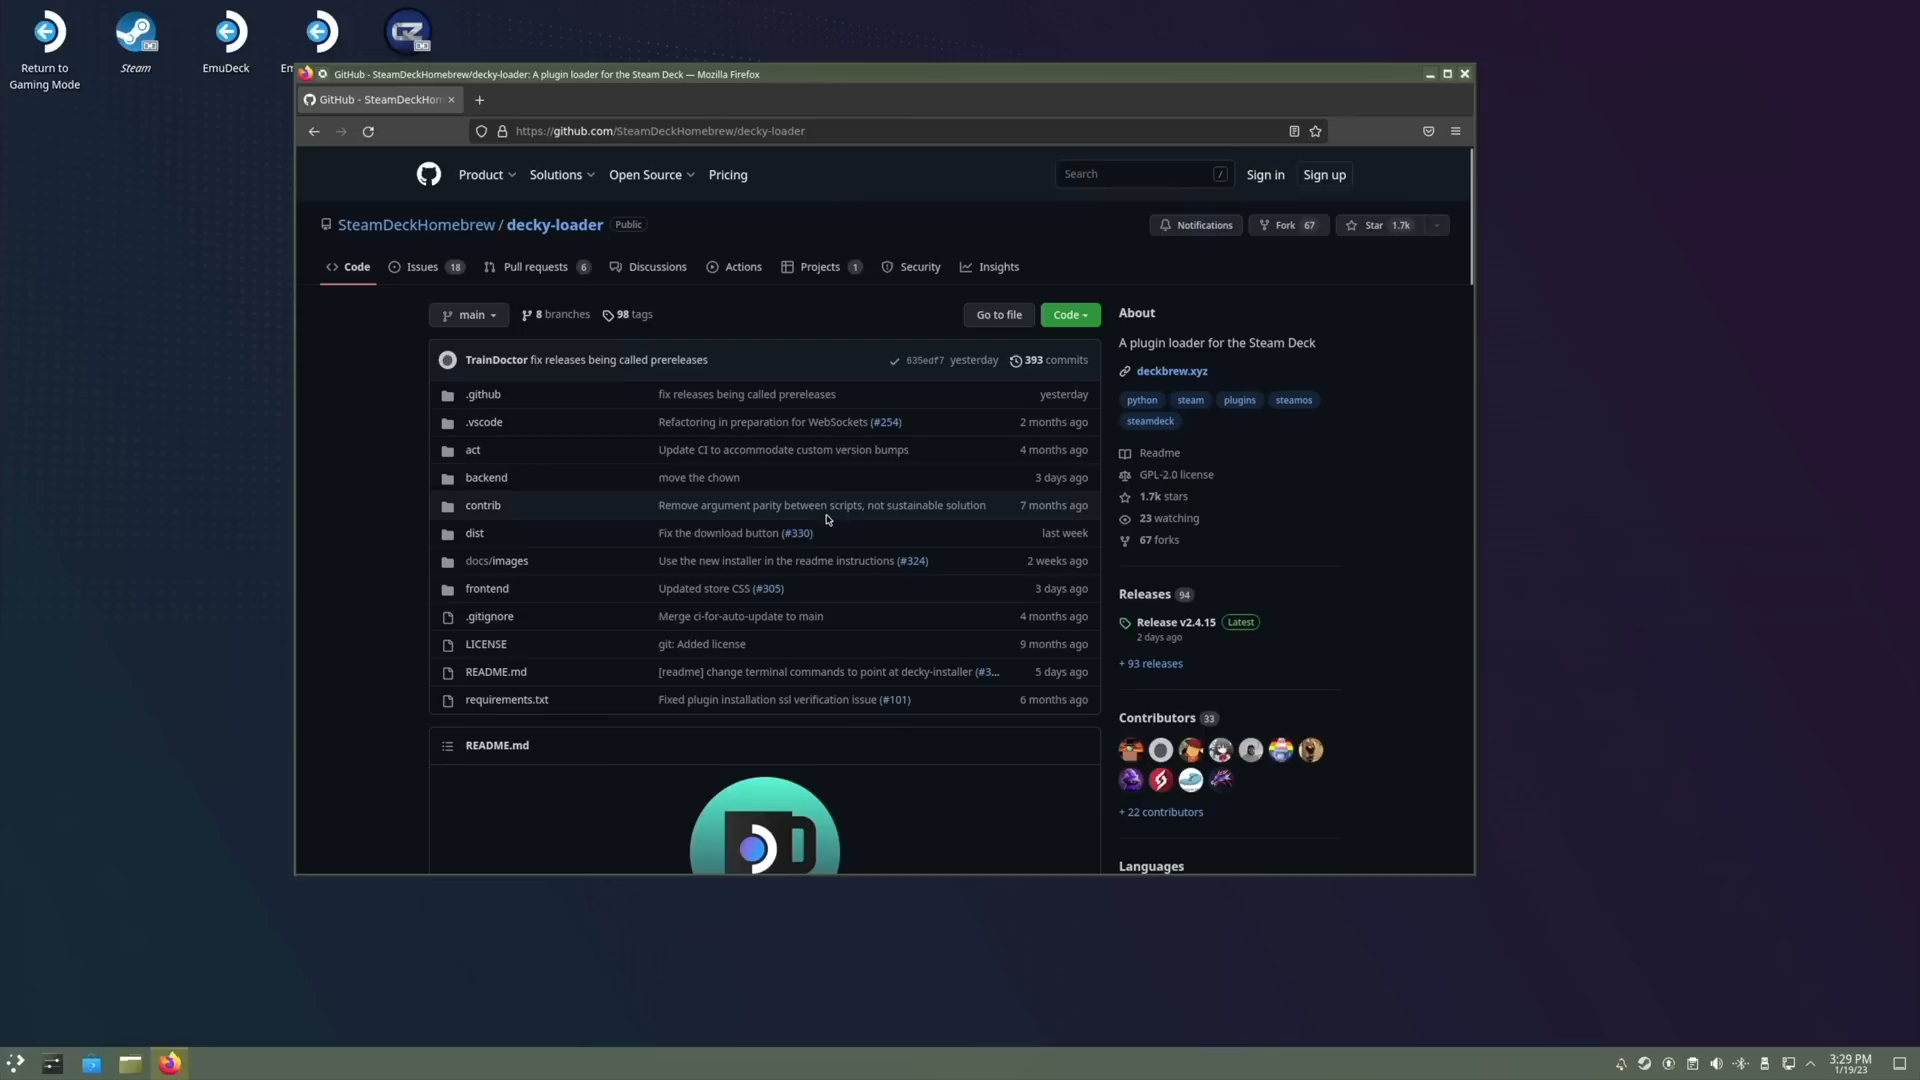 Return to
Gaming Mode
Steam
EmuDeck
Em
GitHub - SteamDeckHomebrew/decky-loader: A plugin loader for the Steam Deck — Mozilla Firefox
GitHub - SteamDeckHom
https://github.com/SteamDeckHomebrew/decky-loader
Product Solutions Open Source Pricing
Search /
Sign in Sign up
SteamDeckHomebrew / decky-loader Public
Notifications Fork 67 Star 1.7k
<> Code Issues 18 Pull requests 6 Discussions Actions Projects 1 Security Insights
main 8 branches 98 tags Go to file Code
TrainDoctor fix releases being called prereleases 635edf7 yesterday 393 commits
.github fix releases being called prereleases yesterday
.vscode Refactoring in preparation for WebSockets (#254) 2 months ago
act Update CI to accommodate custom version bumps 4 months ago
backend move the chown 3 days ago
contrib Remove argument parity between scripts, not sustainable solution 7 months ago
dist Fix the download button (#330) last week
docs/images Use the new installer in the readme instructions (#324) 2 weeks ago
frontend Updated store CSS (#305) 3 days ago
.gitignore Merge ci-for-auto-update to main 4 months ago
LICENSE git: Added license 9 months ago
README.md [readme] change terminal commands to point at decky-installer (#3... 5 days ago
requirements.txt Fixed plugin installation ssl verification issue (#101) 6 months ago
README.md
About
A plugin loader for the Steam Deck
deckbrew.xyz
python steam plugins steamos
steamdeck
Readme
GPL-2.0 license
1.7k stars
23 watching
67 forks
Releases 94
Release v2.4.15 Latest
2 days ago
+ 93 releases
Contributors 33
+ 22 contributors
Languages
3:29 PM
1/19/23